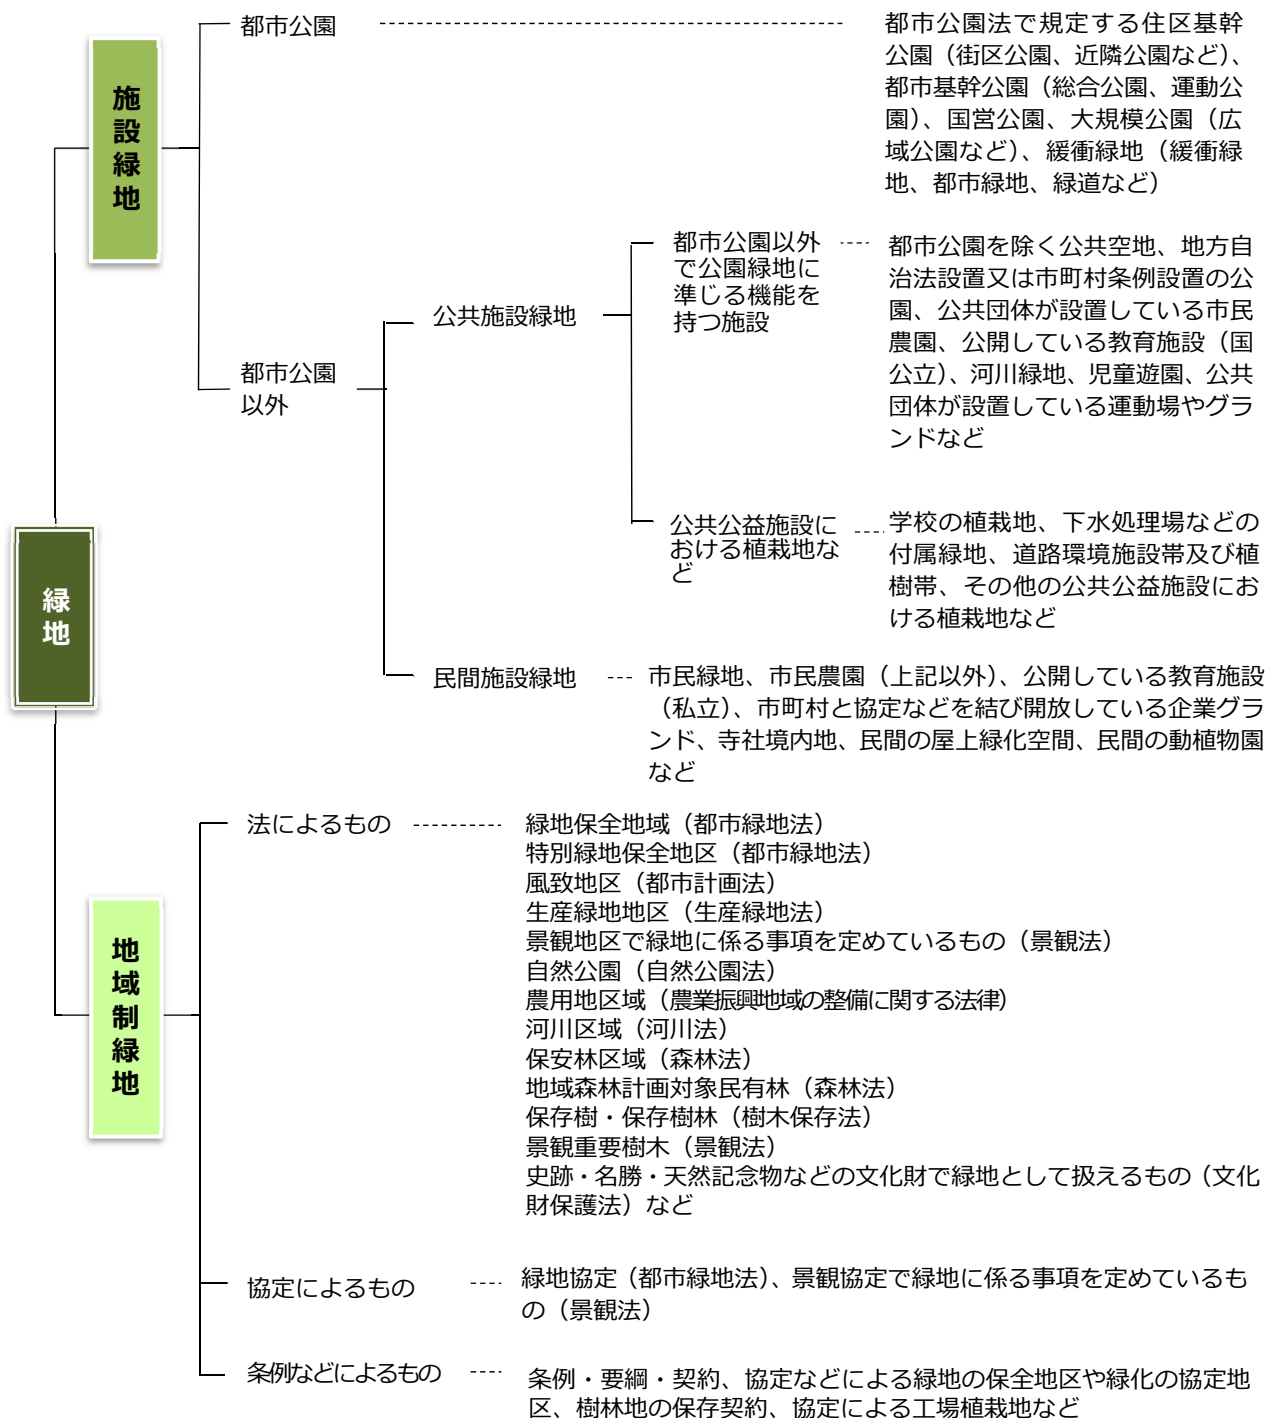 都市公園
都市公園法で規定する住区基幹
公園（街区公園、近隣公園など）、
都市基幹公園（総合公園、運動公
園）、国営公園、大規模公園（広
域公園など）、緩衝緑地（緩衝緑
地、都市緑地、緑道など）
施設緑地
都市公園以外
で公園緑地に
準じる機能を
持つ施設
都市公園を除く公共空地、地方自
治法設置又は市町村条例設置の公
園、公共団体が設置している市民
農園、公開している教育施設（国
公立）、河川緑地、児童遊園、公共
団体が設置している運動場やグラ
ンドなど
公共施設緑地
都市公園
以外
公共公益施設に
おける植栽地な
ど
学校の植栽地、下水処理場などの
付属緑地、道路環境施設帯及び植
樹帯、その他の公共公益施設にお
ける植栽地など
緑地
民間施設緑地
市民緑地、市民農園（上記以外）、公開している教育施設
（私立）、市町村と協定などを結び開放している企業グラ
ンド、寺社境内地、民間の屋上緑化空間、民間の動植物園
など
法によるもの
緑地保全地域（都市緑地法）
特別緑地保全地区（都市緑地法）
風致地区（都市計画法）
生産緑地地区（生産緑地法）
景観地区で緑地に係る事項を定めているもの（景観法）
自然公園（自然公園法）
農用地区域（農業振興地域の整備に関する法律）
河川区域（河川法）
保安林区域（森林法）
地域森林計画対象民有林（森林法）
保存樹・保存樹林（樹木保存法）
景観重要樹木（景観法）
史跡・名勝・天然記念物などの文化財で緑地として扱えるもの（文化
財保護法）など
地域制緑地
協定によるもの
緑地協定（都市緑地法）、景観協定で緑地に係る事項を定めているも
の（景観法）
条例などによるもの
条例・要綱・契約、協定などによる緑地の保全地区や緑化の協定地
区、樹林地の保存契約、協定による工場植栽地など